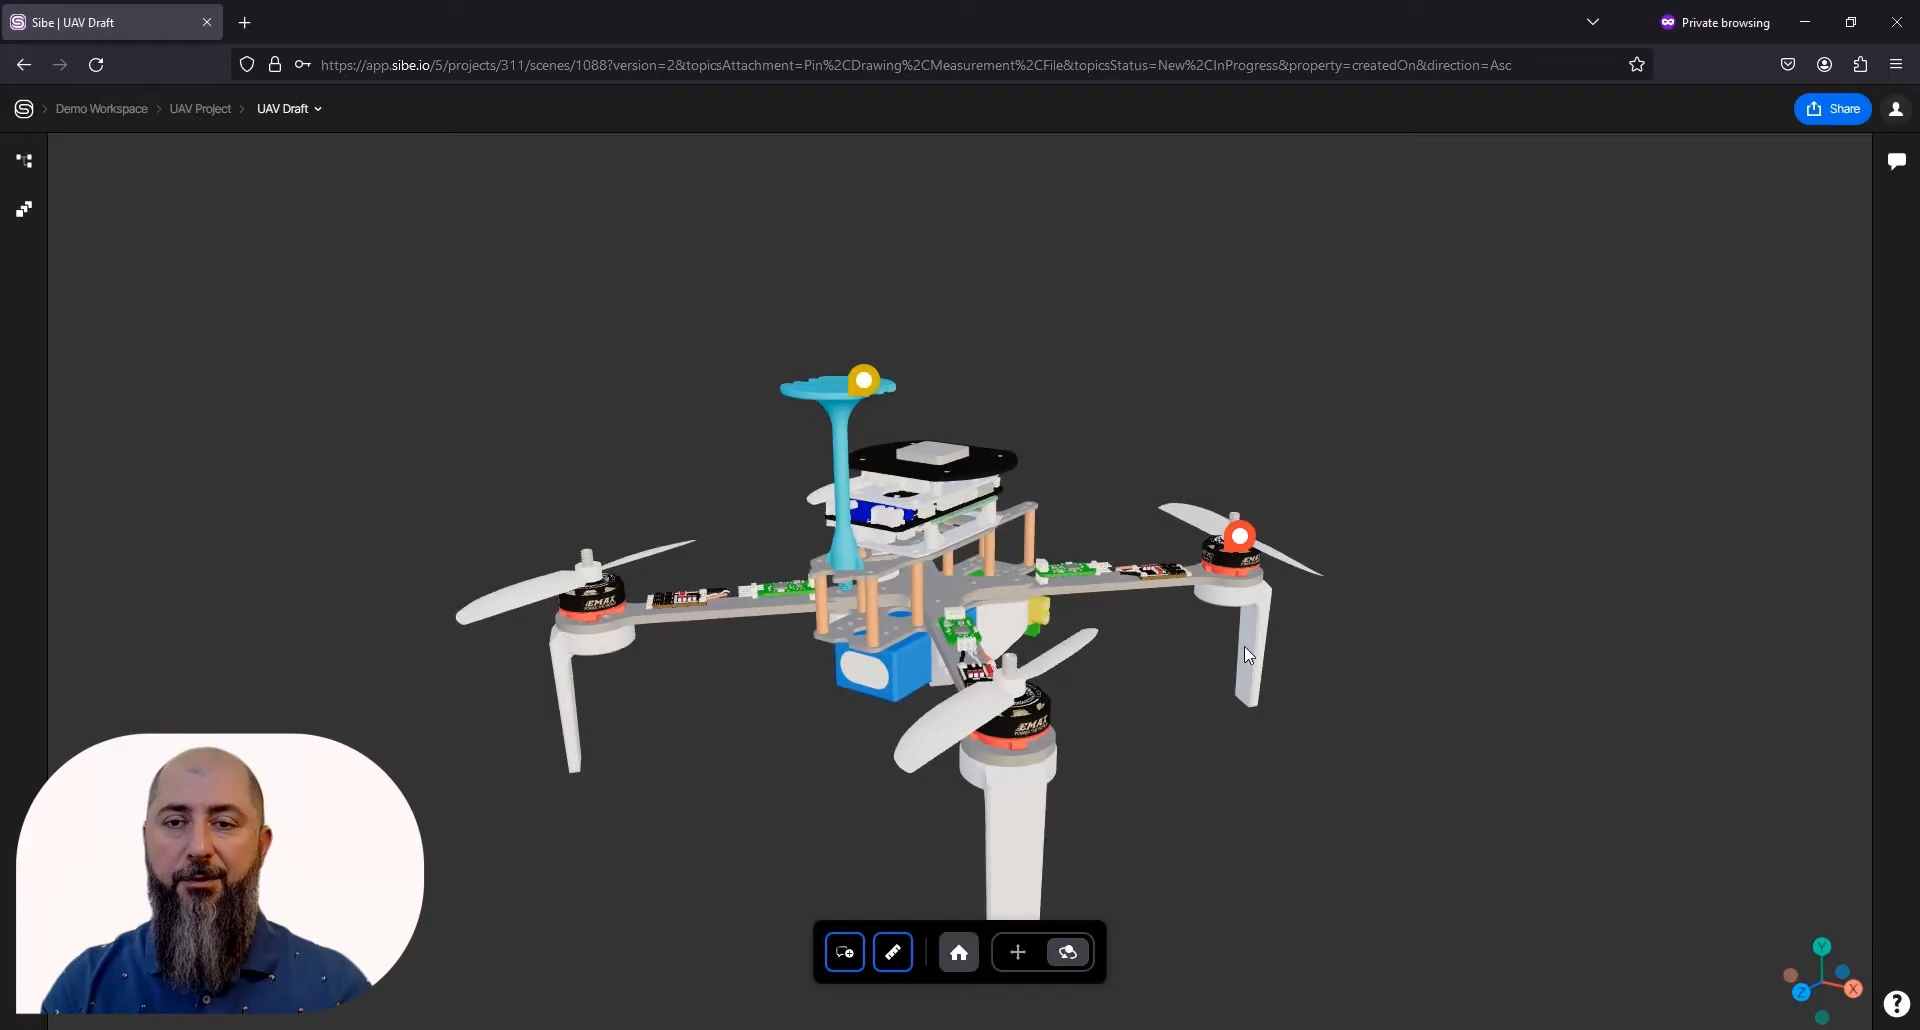 Sibe | UAV Draft
Private browsing
https://app.sibe.io/5/projects/311/scenes/1088?version=2&topicsAttachment=Pin%2CDrawing%2CMeasurement%2CFile&topicsStatus=New%2CInProgress&property=createdOn&direction=Asc
Demo Workspace > UAV Project > UAV Draft
Share
EMAX
EMAX
EMAX
Y
Z
X
?